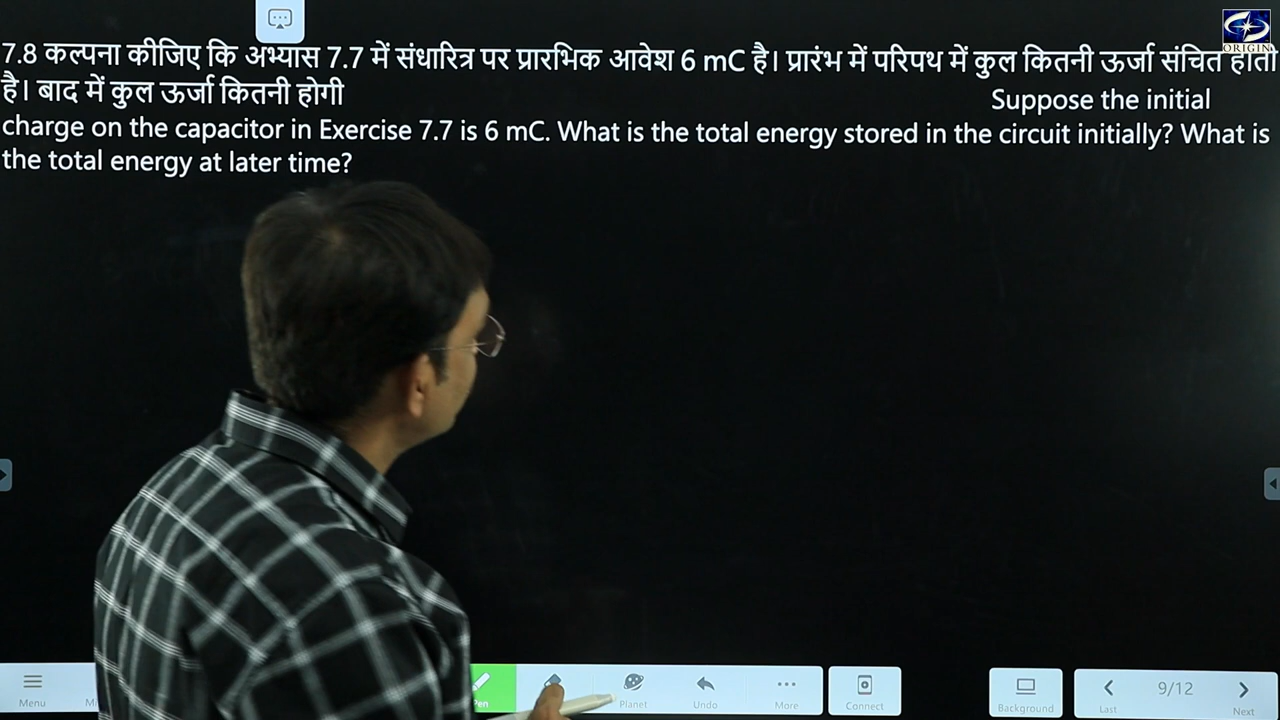 ORIGIN
7.8 कल्पना कीजिए कि अभ्यास 7.7 में संधारित्र पर प्रारभिक आवेश 6 mC है। प्रारंभ में परिपथ में कुल कितनी ऊर्जा संचित होती
है। बाद में कुल ऊर्जा कितनी होगी
Suppose the initial
charge on the capacitor in Exercise 7.7 is 6 mC. What is the total energy stored in the circuit initially? What is
the total energy at later time?
Menu
Pen
Planet
Undo
More
Connect
Background
Last
9/12
Next